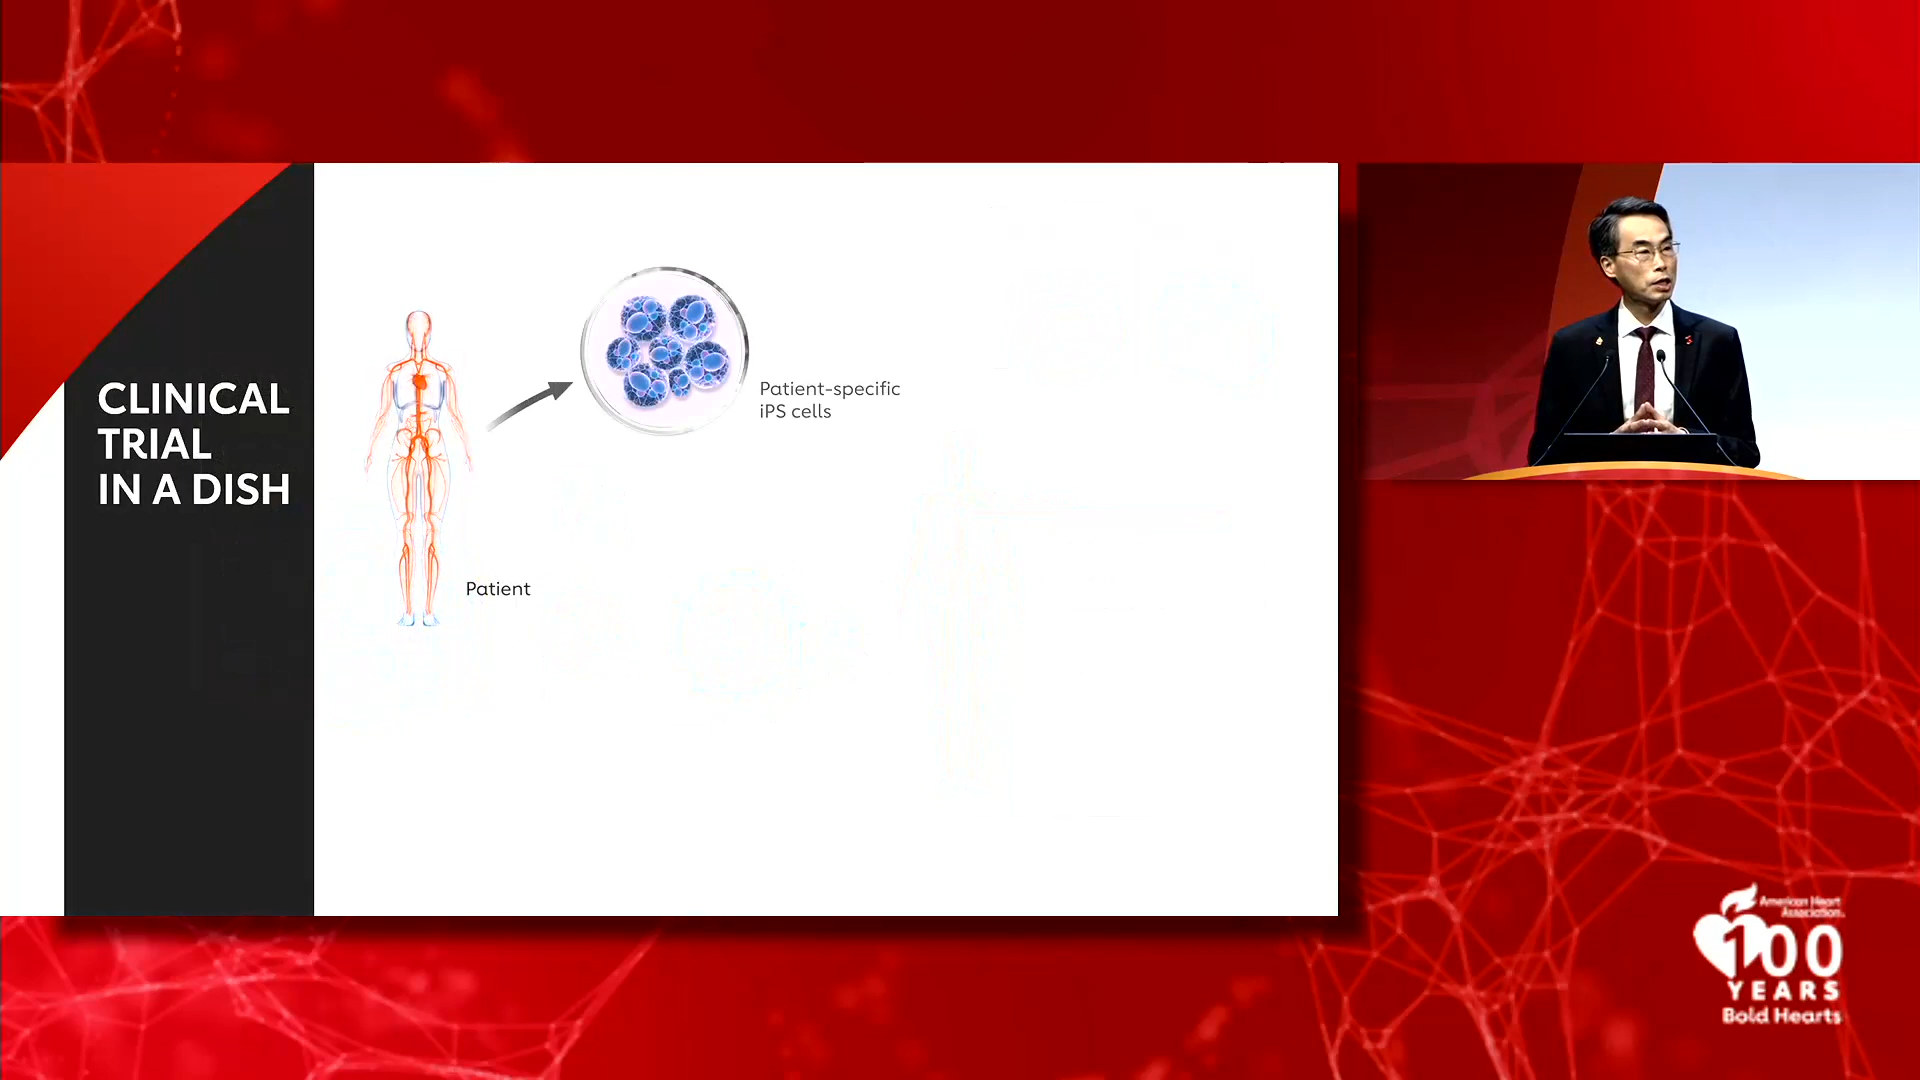 CLINICAL
TRIAL
IN A DISH
Patient-specific
iPS cells
Patient
American Heart
Association.
100
YEARS
Bold Hearts